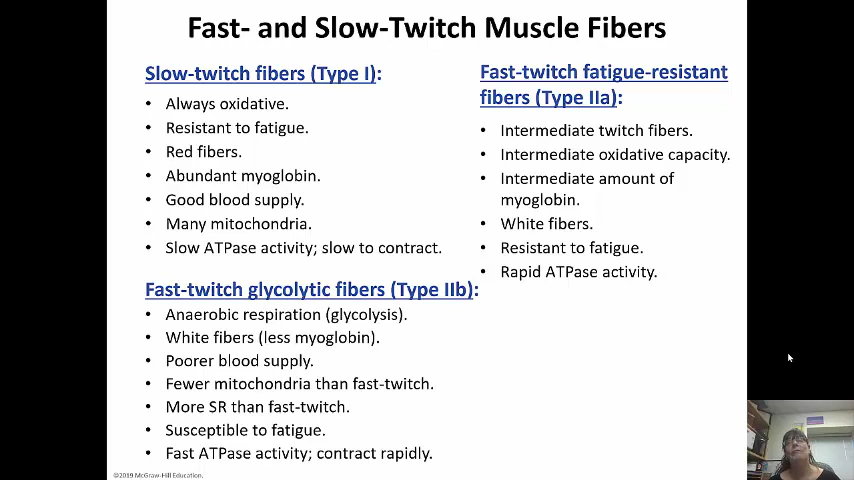 Fast- and Slow-Twitch Muscle Fibers
Slow-twitch fibers (Type I):
• Always oxidative.
• Resistant to fatigue.
• Red fibers.
• Abundant myoglobin.
• Good blood supply.
• Many mitochondria.
• Slow ATPase activity; slow to contract.
Fast-twitch glycolytic fibers (Type IIb):
• Anaerobic respiration (glycolysis).
• White fibers (less myoglobin).
• Poorer blood supply.
• Fewer mitochondria than fast-twitch.
• More SR than fast-twitch.
• Susceptible to fatigue.
• Fast ATPase activity; contract rapidly.
Fast-twitch fatigue-resistant
fibers (Type IIa):
• Intermediate twitch fibers.
• Intermediate oxidative capacity.
• Intermediate amount of
myoglobin.
• White fibers.
• Resistant to fatigue.
• Rapid ATPase activity.
©2019 McGraw-Hill Education.